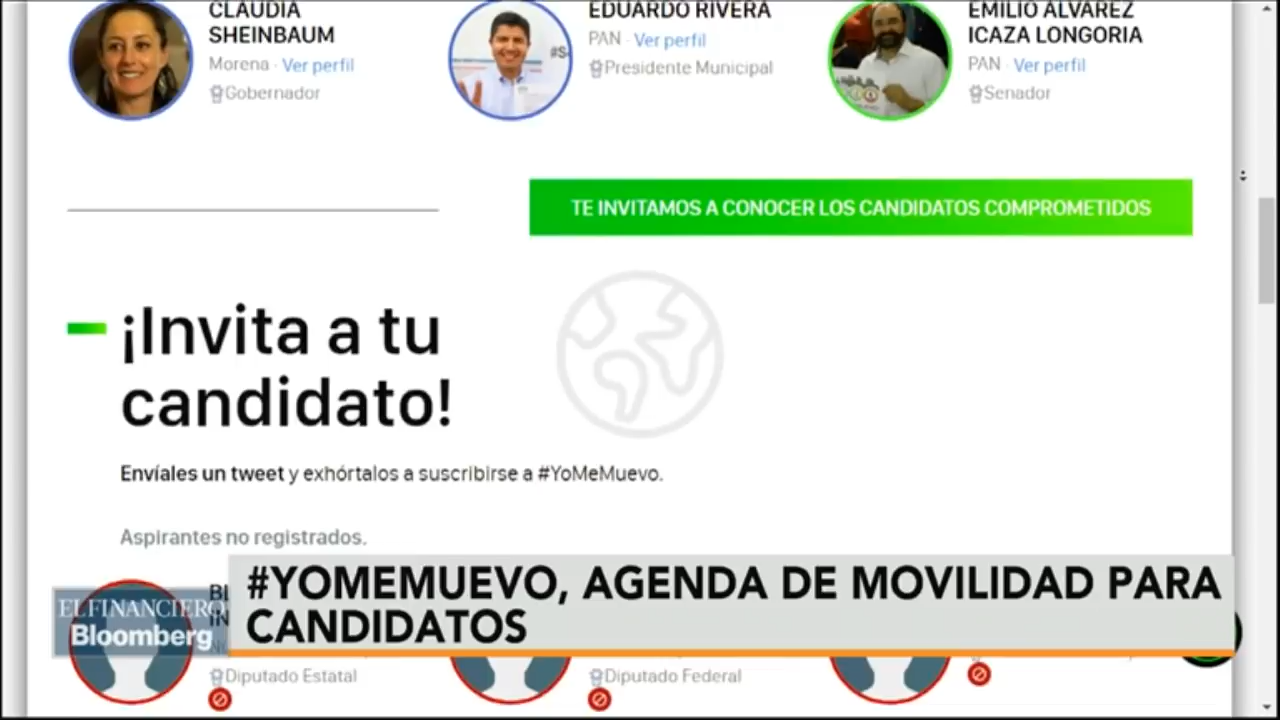 CLAUDIA
SHEINBAUM
Morena · Ver perfil
Gobernador
EDUARDO RIVERA
PAN · Ver perfil
Presidente Municipal
#S
EMILIO ÁLVAREZ
ICAZA LONGORIA
PAN · Ver perfil
Senador
TE INVITAMOS A CONOCER LOS CANDIDATOS COMPROMETIDOS
¡Invita a tu
candidato!
Envíales un tweet y exhórtalos a suscribirse a #YoMeMuevo.
Aspirantes no registrados.
EL FINANCIERO
Bloomberg
#YOMEMUEVO, AGENDA DE MOVILIDAD PARA
CANDIDATOS
Diputado Estatal
Diputado Federal